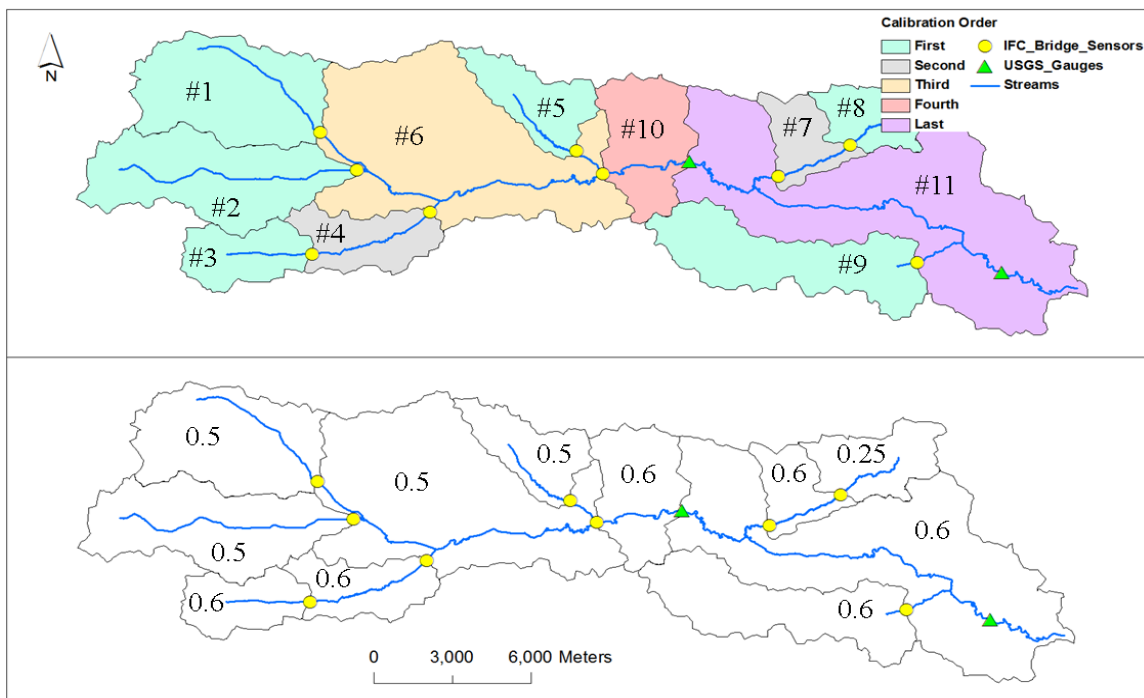 Calibration Order
First
Second
Third
Fourth
Last
IFC_Bridge_Sensors
USGS_Gauges
Streams
N
#1
#2
#3
#4
#5
#6
#7
#8
#9
#10
#11
0.5
0.5
0.25
0.5
0.6
0.6
0.6
0.5
0.6
0.6
0.6
0 3,000 6,000 Meters